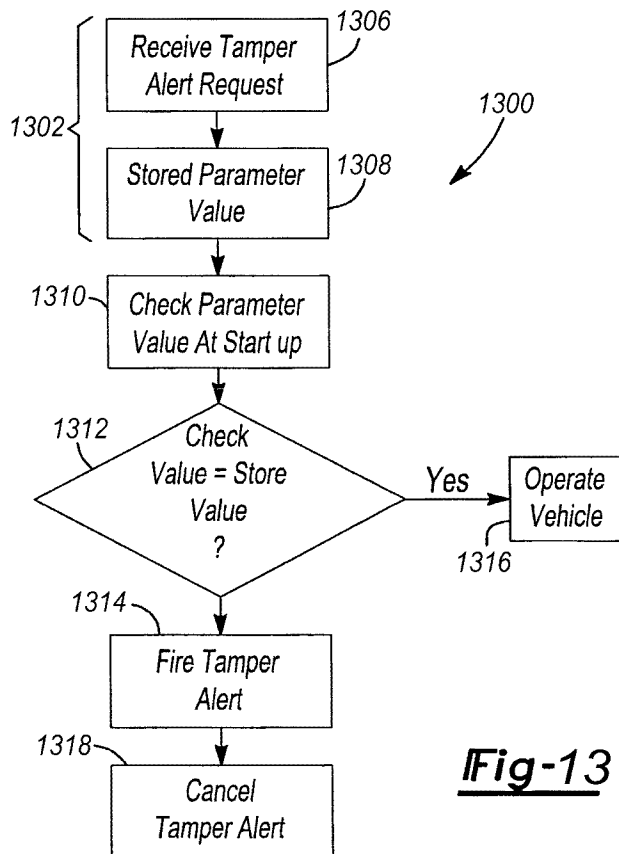 1306
Receive Tamper
Alert Request
1302
1300
1308
Stored Parameter
Value
1310
Check Parameter
Value At Start up
1312
Check
Value = Store
Value
?
Yes
Operate
Vehicle
1316
1314
Fire Tamper
Alert
1318
Cancel
Tamper Alert
Fig-13